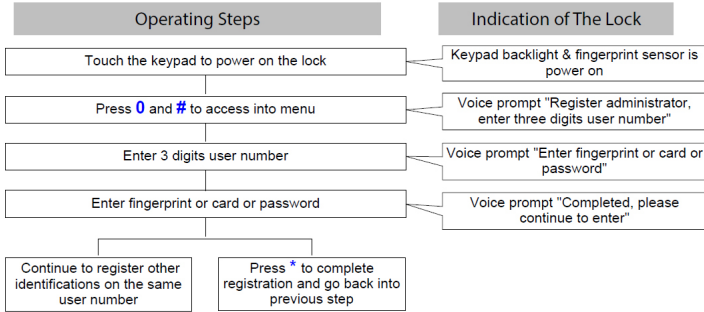 Operating Steps
Indication of The Lock
Touch the keypad to power on the lock
Keypad backlight & fingerprint sensor is
power on
Press 0 and # to access into menu
Voice prompt "Register administrator,
enter three digits user number"
Enter 3 digits user number
Voice prompt "Enter fingerprint or card or
password"
Enter fingerprint or card or password
Voice prompt "Completed, please
continue to enter"
Continue to register other
identifications on the same
user number
Press * to complete
registration and go back into
previous step